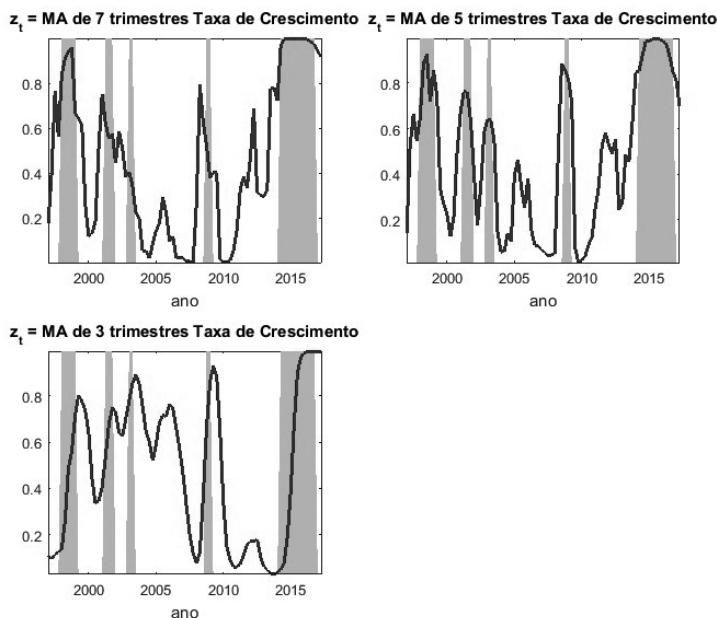 z_t = MA de 7 trimestres Taxa de Crescimento
0.8
0.6
0.4
0.2
2000 2005 2010 2015
ano
z_t = MA de 5 trimestres Taxa de Crescimento
0.8
0.6
0.4
0.2
2000 2005 2010 2015
ano
z_t = MA de 3 trimestres Taxa de Crescimento
0.8
0.6
0.4
0.2
2000 2005 2010 2015
ano